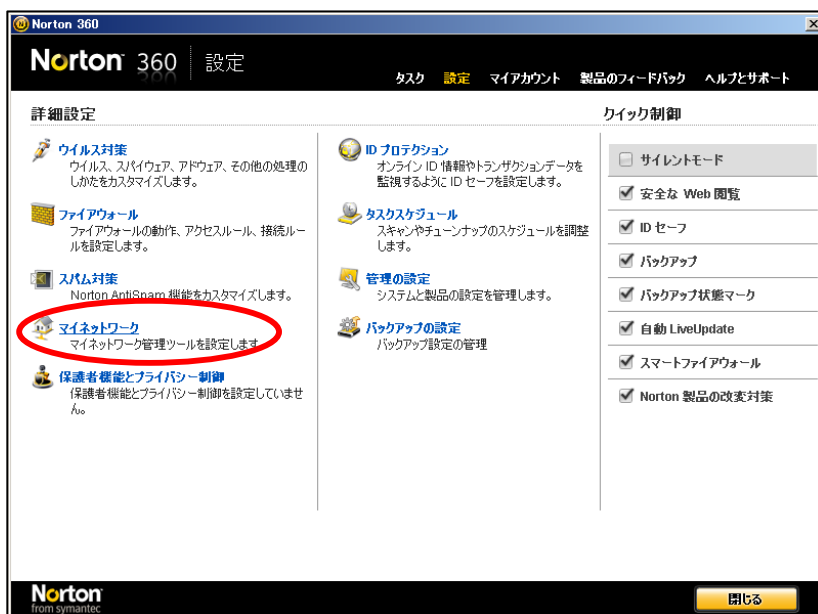 Norton 360
Norton 360 設定
タスク 設定 マイアカウント 製品のフィードバック ヘルプとサポート
詳細設定
ウイルス対策
ウイルス、スパイウェア、アドウェア、その他の処理の
しかたをカスタマイズします。
ファイアウォール
ファイアウォールの動作、アクセスルール、接続ルー
ルを設定します。
スパム対策
Norton AntiSpam 機能をカスタマイズします。
マイネットワーク
マイネットワーク管理ツールを設定します
保護者機能とプライバシー制御
保護者機能とプライバシー制御を設定していませ
ん。
ID プロテクション
オンライン ID 情報やトランザクションデータを
監視するように ID セーフを設定します。
タスクスケジュール
スキャンやチューンナップのスケジュールを調整
します。
管理の設定
システムと製品の設定を管理します。
バックアップの設定
バックアップ設定の管理
クイック制御
サイレントモード
安全な Web 閲覧
ID セーフ
バックアップ
バックアップ状態マーク
自動 LiveUpdate
スマートファイアウォール
Norton 製品の改変対策
Norton
from symantec
閉じる